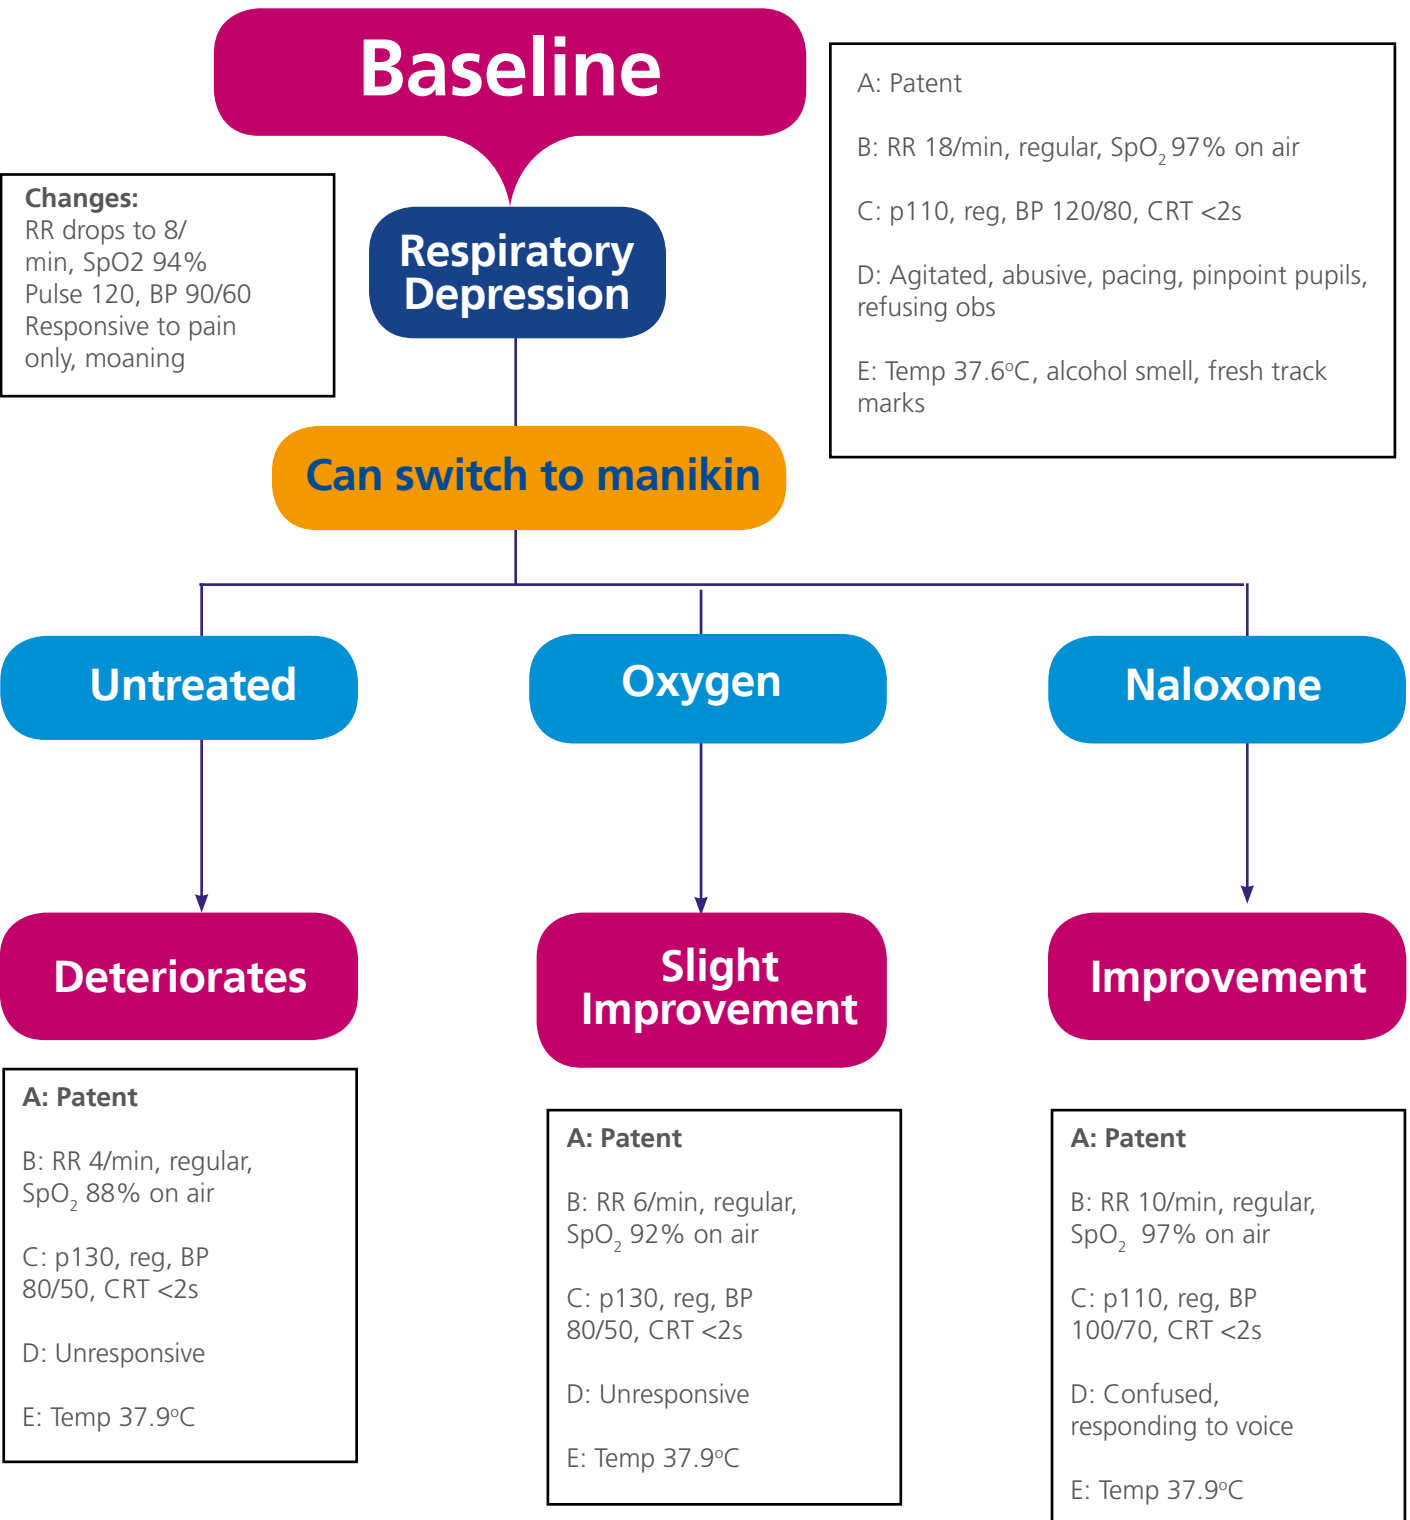 Baseline
A: Patent
B: RR 18/min, regular, SpO₂ 97% on air
C: p110, reg, BP 120/80, CRT <2s
D: Agitated, abusive, pacing, pinpoint pupils,
refusing obs
E: Temp 37.6ºC, alcohol smell, fresh track
marks
Changes:
RR drops to 8/
min, SpO2 94%
Pulse 120, BP 90/60
Responsive to pain
only, moaning
Respiratory
Depression
Can switch to manikin
Untreated
Oxygen
Naloxone
Deteriorates
Slight
Improvement
Improvement
A: Patent
B: RR 4/min, regular,
SpO₂ 88% on air
C: p130, reg, BP
80/50, CRT <2s
D: Unresponsive
E: Temp 37.9ºC
A: Patent
B: RR 6/min, regular,
SpO₂ 92% on air
C: p130, reg, BP
80/50, CRT <2s
D: Unresponsive
E: Temp 37.9ºC
A: Patent
B: RR 10/min, regular,
SpO₂ 97% on air
C: p110, reg, BP
100/70, CRT <2s
D: Confused,
responding to voice
E: Temp 37.9ºC